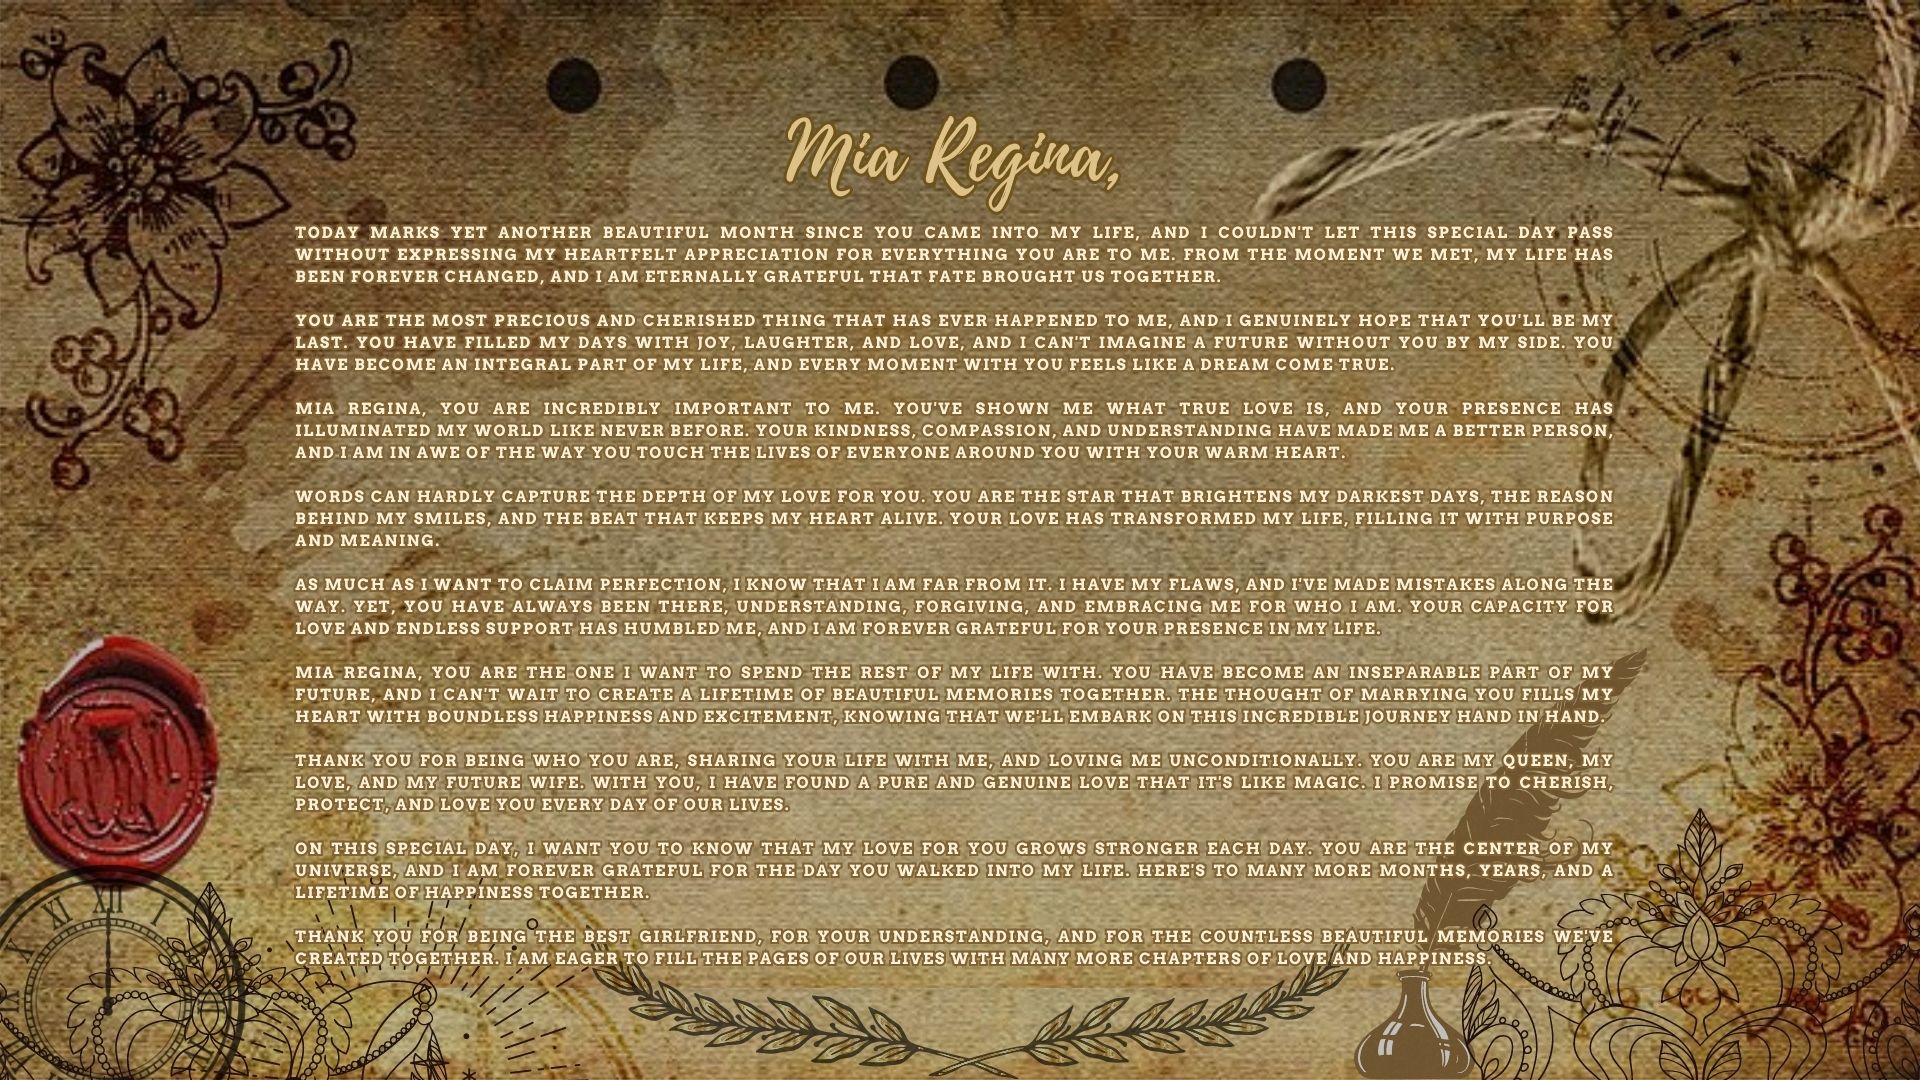 Mia Regina,
TODAY MARKS YET ANOTHER BEAUTIFUL MONTH SINCE YOU CAME INTO MY LIFE, AND I COULDN'T LET THIS SPECIAL DAY PASS
WITHOUT EXPRESSING MY HEARTFELT APPRECIATION FOR EVERYTHING YOU ARE TO ME. FROM THE MOMENT WE MET, MY LIFE HAS
BEEN FOREVER CHANGED, AND I AM ETERNALLY GRATEFUL THAT FATE BROUGHT US TOGETHER.
YOU ARE THE MOST PRECIOUS AND CHERISHED THING THAT HAS EVER HAPPENED TO ME, AND I GENUINELY HOPE THAT YOU'LL BE MY
LAST. YOU HAVE FILLED MY DAYS WITH JOY, LAUGHTER, AND LOVE, AND I CAN'T IMAGINE A FUTURE WITHOUT YOU BY MY SIDE. YOU
HAVE BECOME AN INTEGRAL PART OF MY LIFE, AND EVERY MOMENT WITH YOU FEELS LIKE A DREAM COME TRUE.
MIA REGINA, YOU ARE INCREDIBLY IMPORTANT TO ME. YOU'VE SHOWN ME WHAT TRUE LOVE IS, AND YOUR PRESENCE HAS
ILLUMINATED MY WORLD LIKE NEVER BEFORE. YOUR KINDNESS, COMPASSION, AND UNDERSTANDING HAVE MADE ME A BETTER PERSON,
AND I AM IN AWE OF THE WAY YOU TOUCH THE LIVES OF EVERYONE AROUND YOU WITH YOUR WARM HEART.
WORDS CAN HARDLY CAPTURE THE DEPTH OF MY LOVE FOR YOU. YOU ARE THE STAR THAT BRIGHTENS MY DARKEST DAYS, THE REASON
BEHIND MY SMILES, AND THE BEAT THAT KEEPS MY HEART ALIVE. YOUR LOVE HAS TRANSFORMED MY LIFE, FILLING IT WITH PURPOSE
AND MEANING.
AS MUCH AS I WANT TO CLAIM PERFECTION, I KNOW THAT I AM FAR FROM IT. I HAVE MY FLAWS, AND I'VE MADE MISTAKES ALONG THE
WAY. YET, YOU HAVE ALWAYS BEEN THERE, UNDERSTANDING, FORGIVING, AND EMBRACING ME FOR WHO I AM. YOUR CAPACITY FOR
LOVE AND ENDLESS SUPPORT HAS HUMBLED ME, AND I AM FOREVER GRATEFUL FOR YOUR PRESENCE IN MY LIFE.
MIA REGINA, YOU ARE THE ONE I WANT TO SPEND THE REST OF MY LIFE WITH. YOU HAVE BECOME AN INSEPARABLE PART OF MY
FUTURE, AND I CAN'T WAIT TO CREATE A LIFETIME OF BEAUTIFUL MEMORIES TOGETHER. THE THOUGHT OF MARRYING YOU FILLS MY
HEART WITH BOUNDLESS HAPPINESS AND EXCITEMENT, KNOWING THAT WE'LL EMBARK ON THIS INCREDIBLE JOURNEY HAND IN HAND.
THANK YOU FOR BEING WHO YOU ARE, SHARING YOUR LIFE WITH ME, AND LOVING ME UNCONDITIONALLY. YOU ARE MY QUEEN, MY
LOVE, AND MY FUTURE WIFE. WITH YOU, I HAVE FOUND A PURE AND GENUINE LOVE THAT IT'S LIKE MAGIC. I PROMISE TO CHERISH,
PROTECT, AND LOVE YOU EVERY DAY OF OUR LIVES.
ON THIS SPECIAL DAY, I WANT YOU TO KNOW THAT MY LOVE FOR YOU GROWS STRONGER EACH DAY. YOU ARE THE CENTER OF MY
UNIVERSE, AND I AM FOREVER GRATEFUL FOR THE DAY YOU WALKED INTO MY LIFE. HERE'S TO MANY MORE MONTHS, YEARS, AND A
LIFETIME OF HAPPINESS TOGETHER.
THANK YOU FOR BEING THE BEST GIRLFRIEND, FOR YOUR UNDERSTANDING, AND FOR THE COUNTLESS BEAUTIFUL MEMORIES WE'VE
CREATED TOGETHER. I AM EAGER TO FILL THE PAGES OF OUR LIVES WITH MANY MORE CHAPTERS OF LOVE AND HAPPINESS.
XI XII I